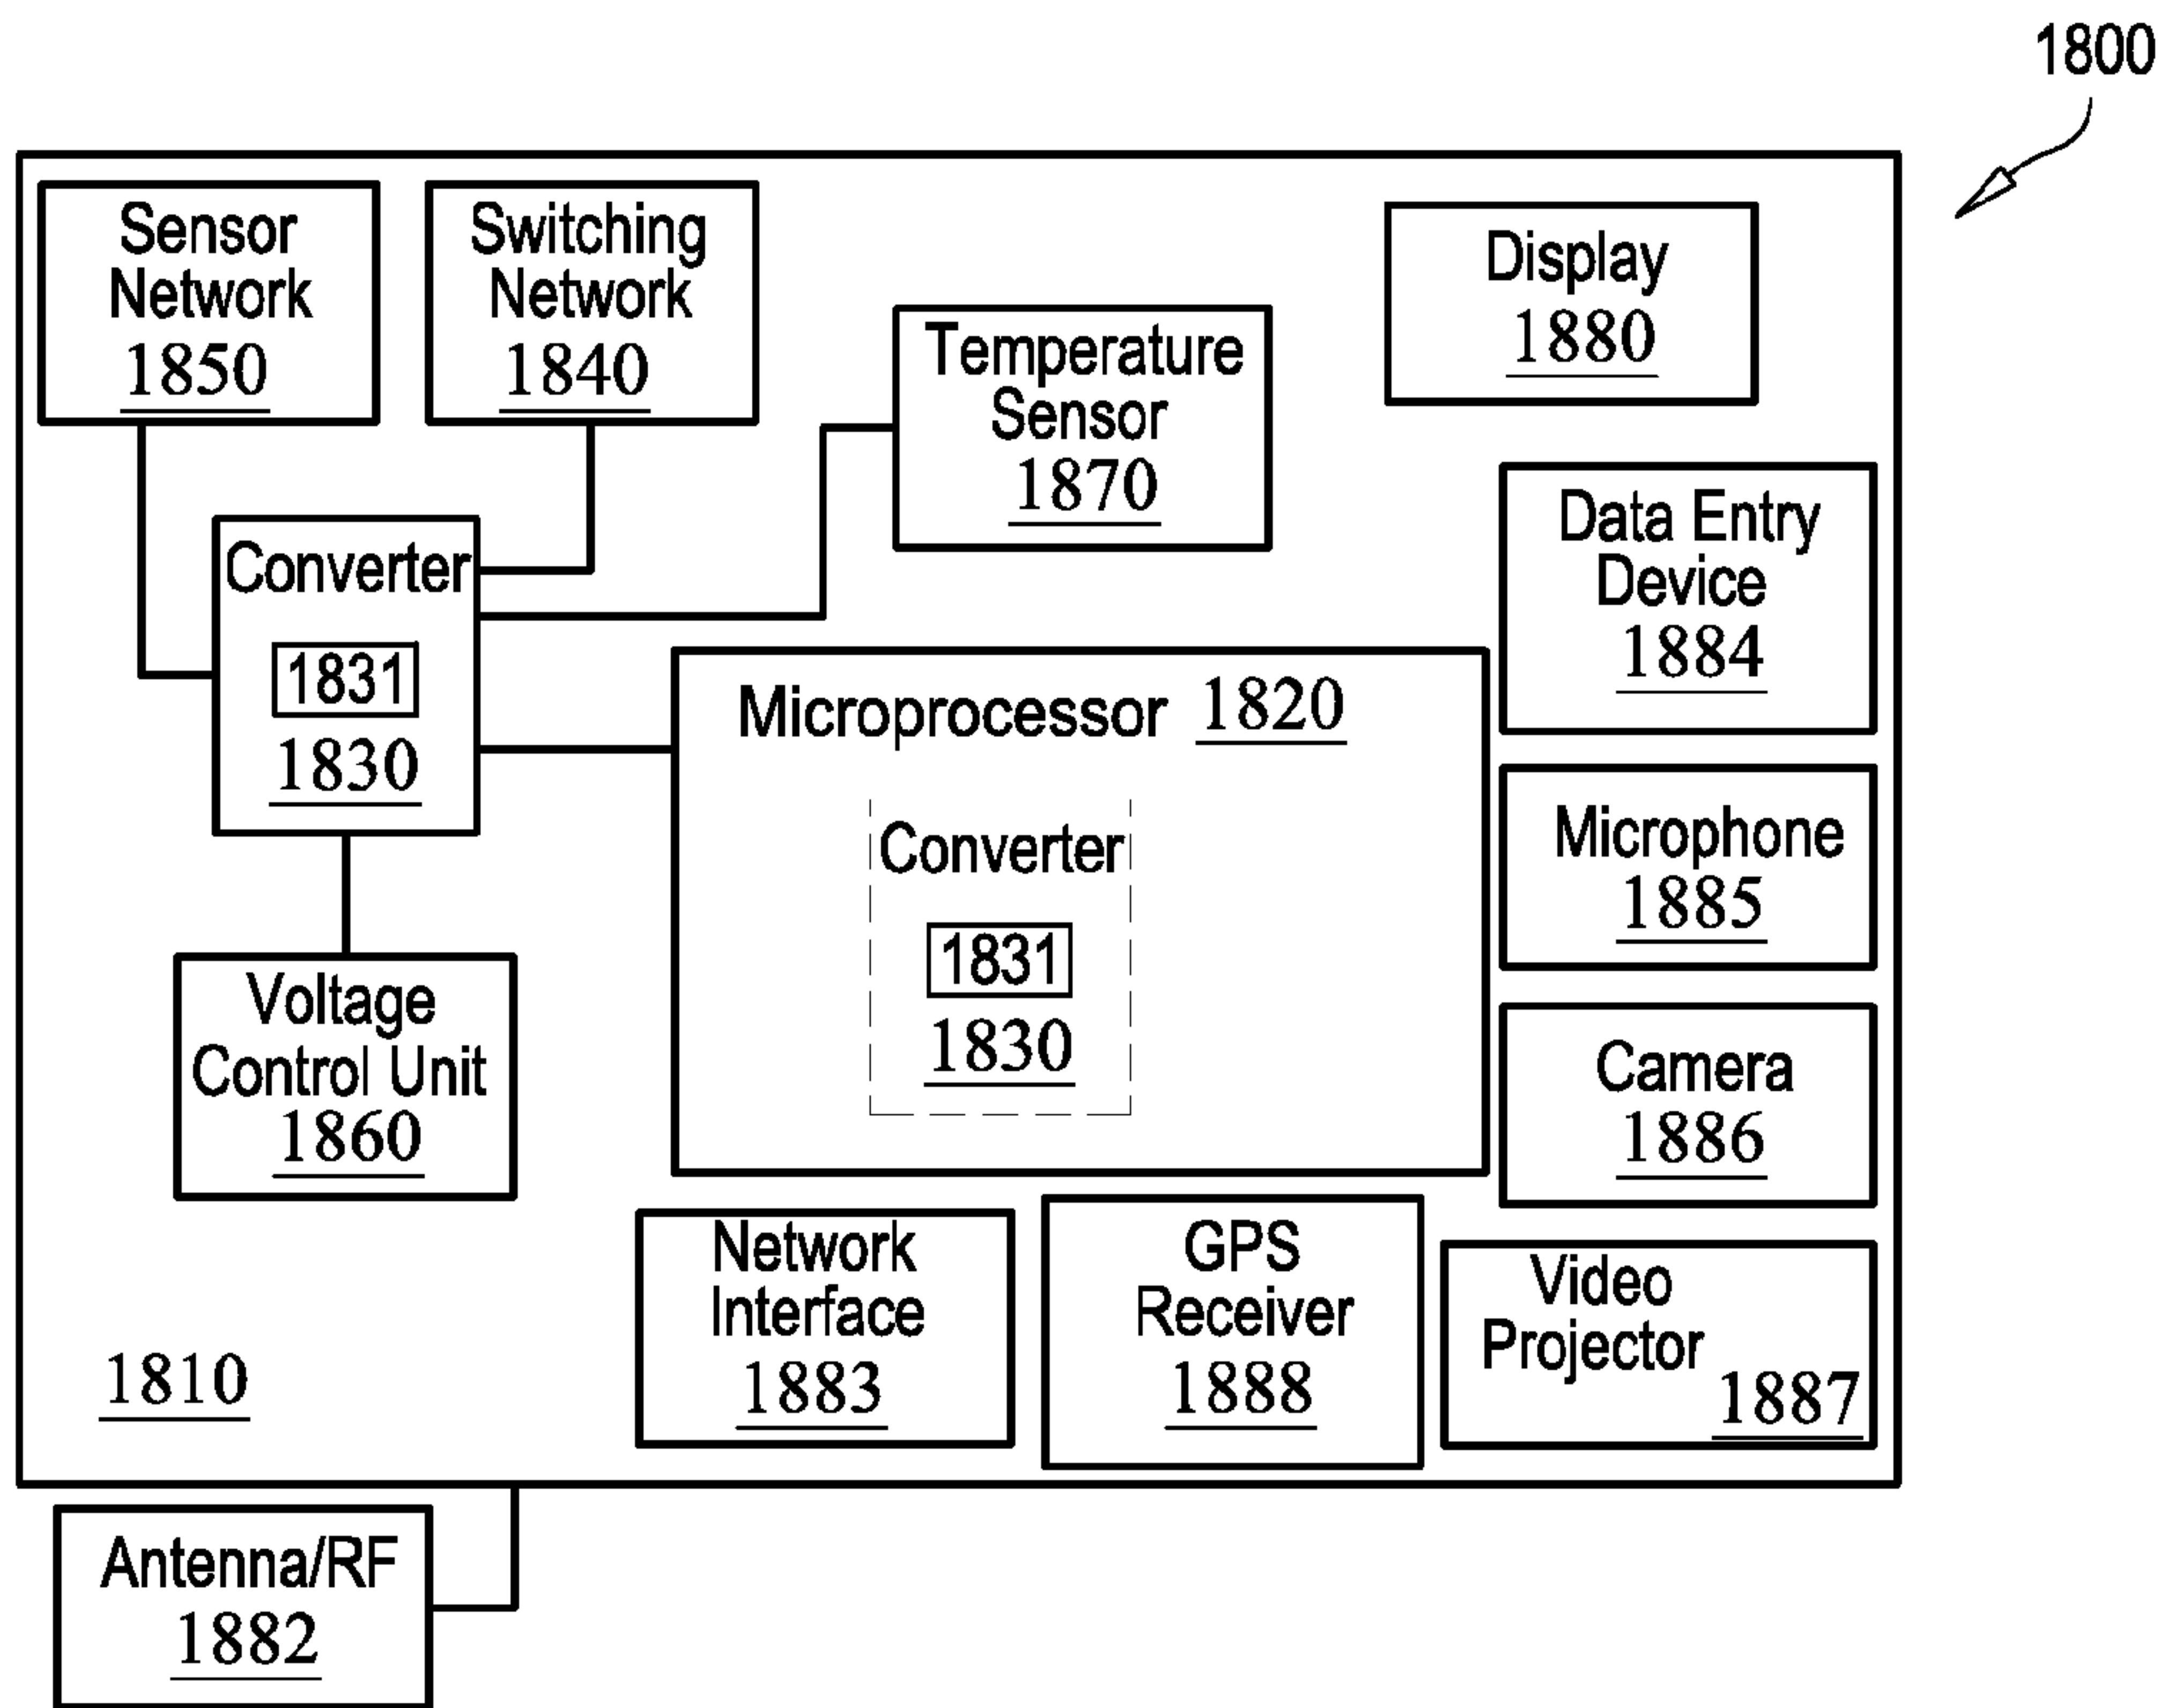 1800
Sensor
Network
1850
Switching
Network
1840
Display
1880
Temperature
Sensor
1870
Data Entry
Device
1884
Converter
1831
1830
Microprocessor 1820
Converter
1831
1830
Microphone
1885
Camera
1886
Voltage
Control Unit
1860
Network
Interface
1883
GPS
Receiver
1888
Video
Projector
1887
1810
Antenna/RF
1882